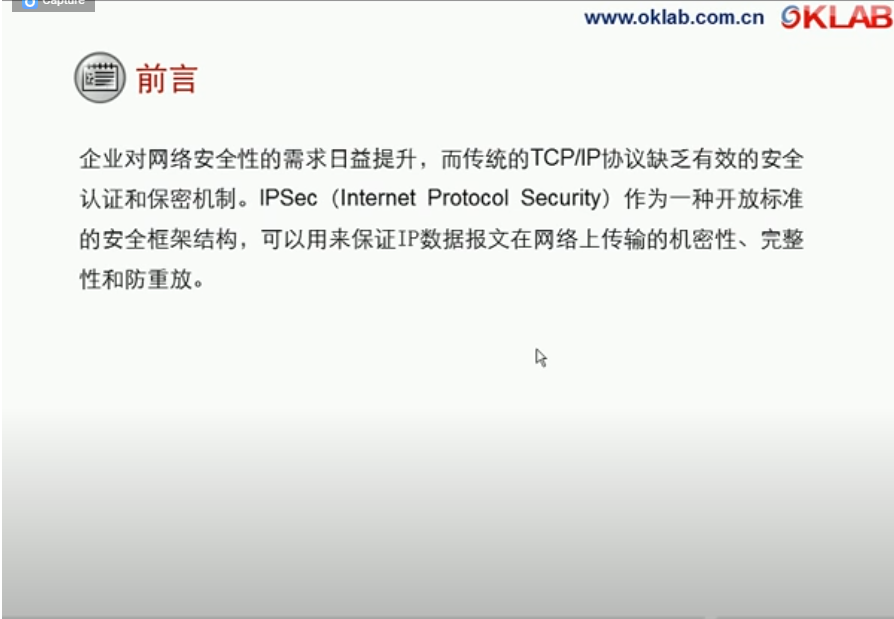 Capture
www.oklab.com.cn OKLAB
前言
企业对网络安全性的需求日益提升，而传统的TCP/IP协议缺乏有效的安全
认证和保密机制。IPSec（Internet Protocol Security）作为一种开放标准
的安全框架结构，可以用来保证IP数据报文在网络上传输的机密性、完整
性和防重放。